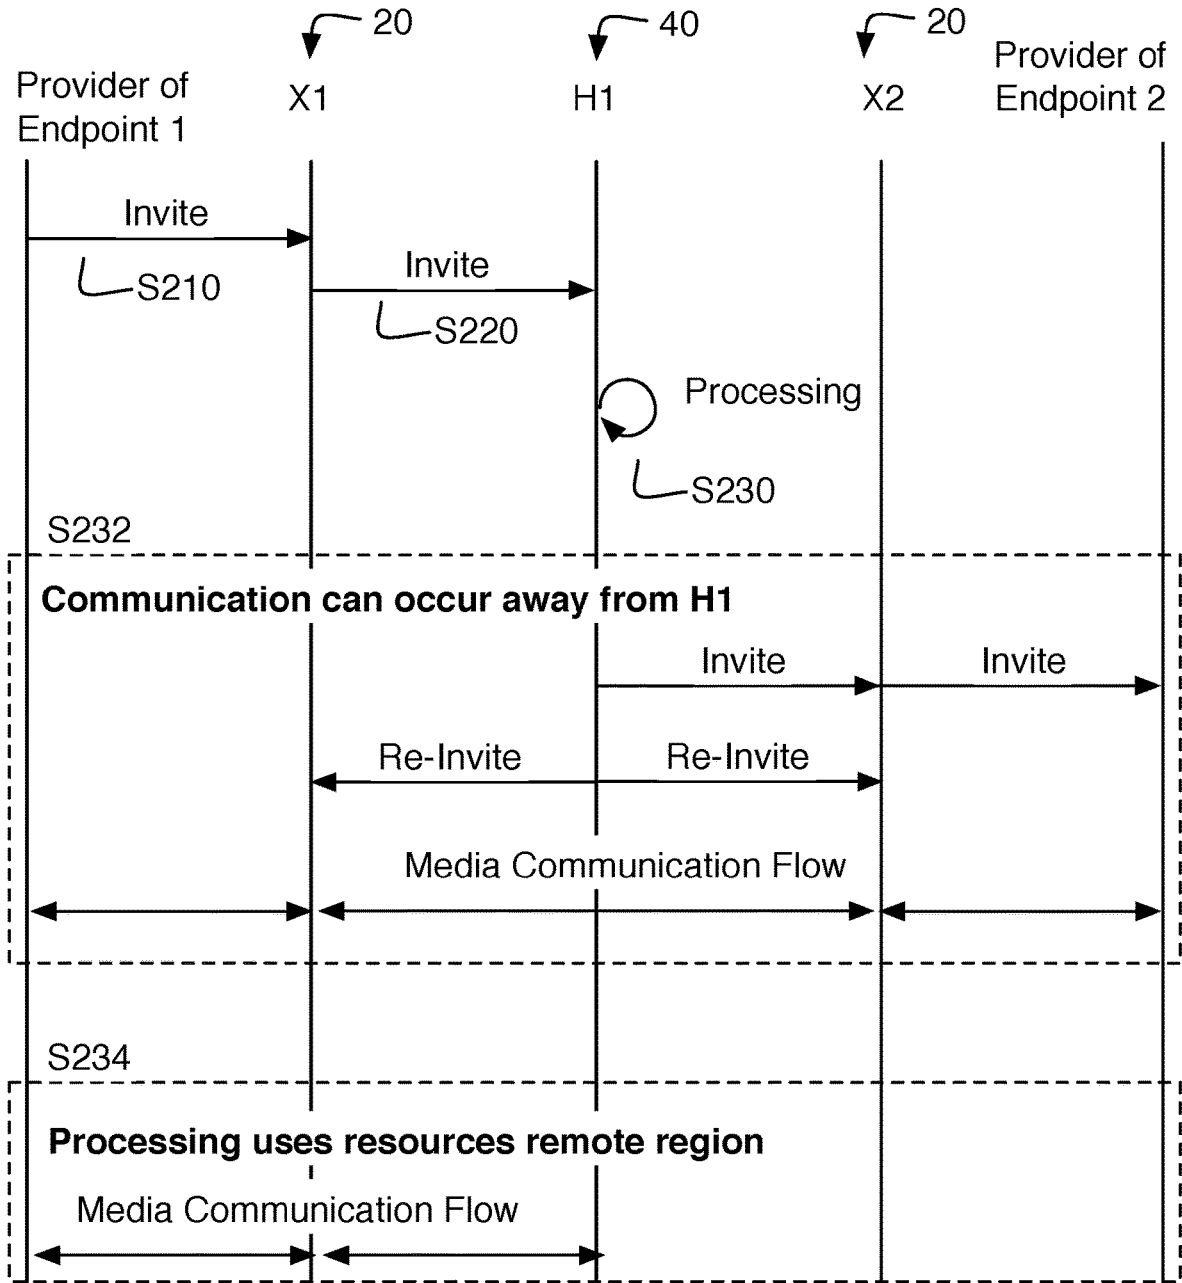 20
40
20
Provider of
Endpoint 1
X1
H1
X2
Provider of
Endpoint 2
Invite
S210
Invite
S220
Processing
S230
S232
Communication can occur away from H1
Invite
Invite
Re-Invite
Re-Invite
Media Communication Flow
S234
Processing uses resources remote region
Media Communication Flow